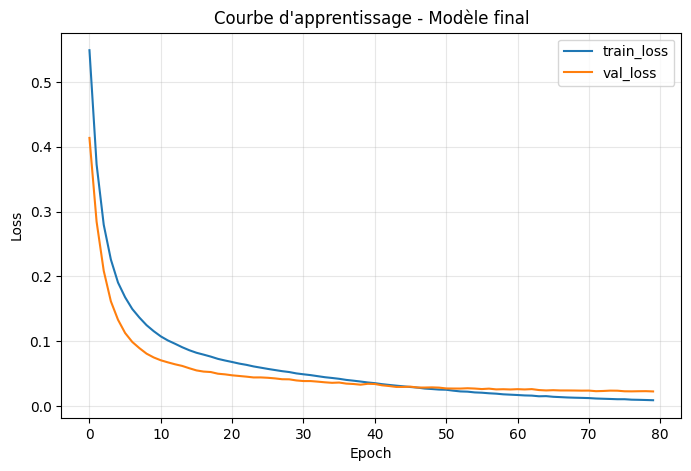 Courbe d'apprentissage - Modèle final
train_loss
val_loss
Loss
0.5
0.4
0.3
0.2
0.1
0.0
0 10 20 30 40 50 60 70 80
Epoch